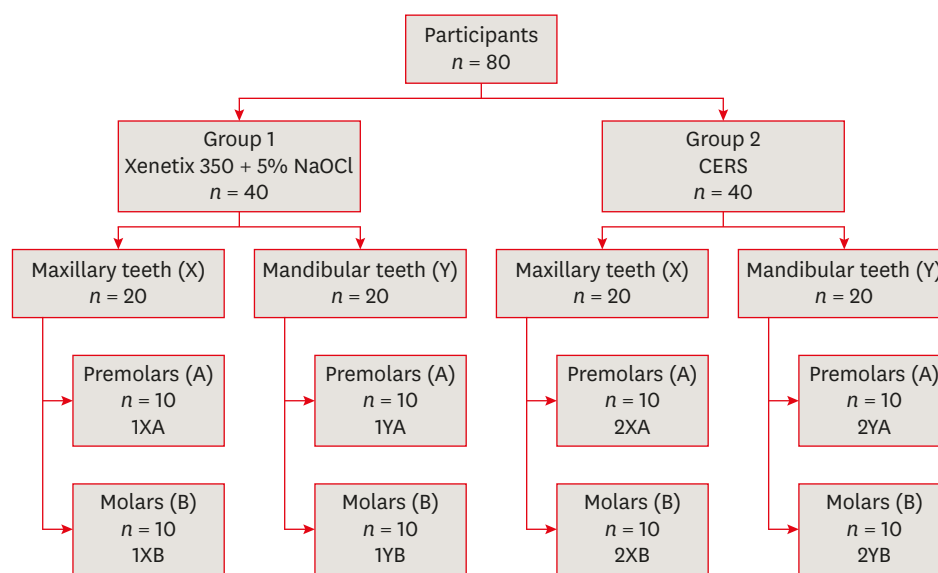 Participants
n = 80
Group 1
Xenetix 350 + 5% NaOCl
n = 40
Group 2
CERS
n = 40
Maxillary teeth (X)
n = 20
Mandibular teeth (Y)
n = 20
Maxillary teeth (X)
n = 20
Mandibular teeth (Y)
n = 20
Premolars (A)
n = 10
1XA
Premolars (A)
n = 10
1YA
Premolars (A)
n = 10
2XA
Premolars (A)
n = 10
2YA
Molars (B)
n = 10
1XB
Molars (B)
n = 10
1YB
Molars (B)
n = 10
2XB
Molars (B)
n = 10
2YB